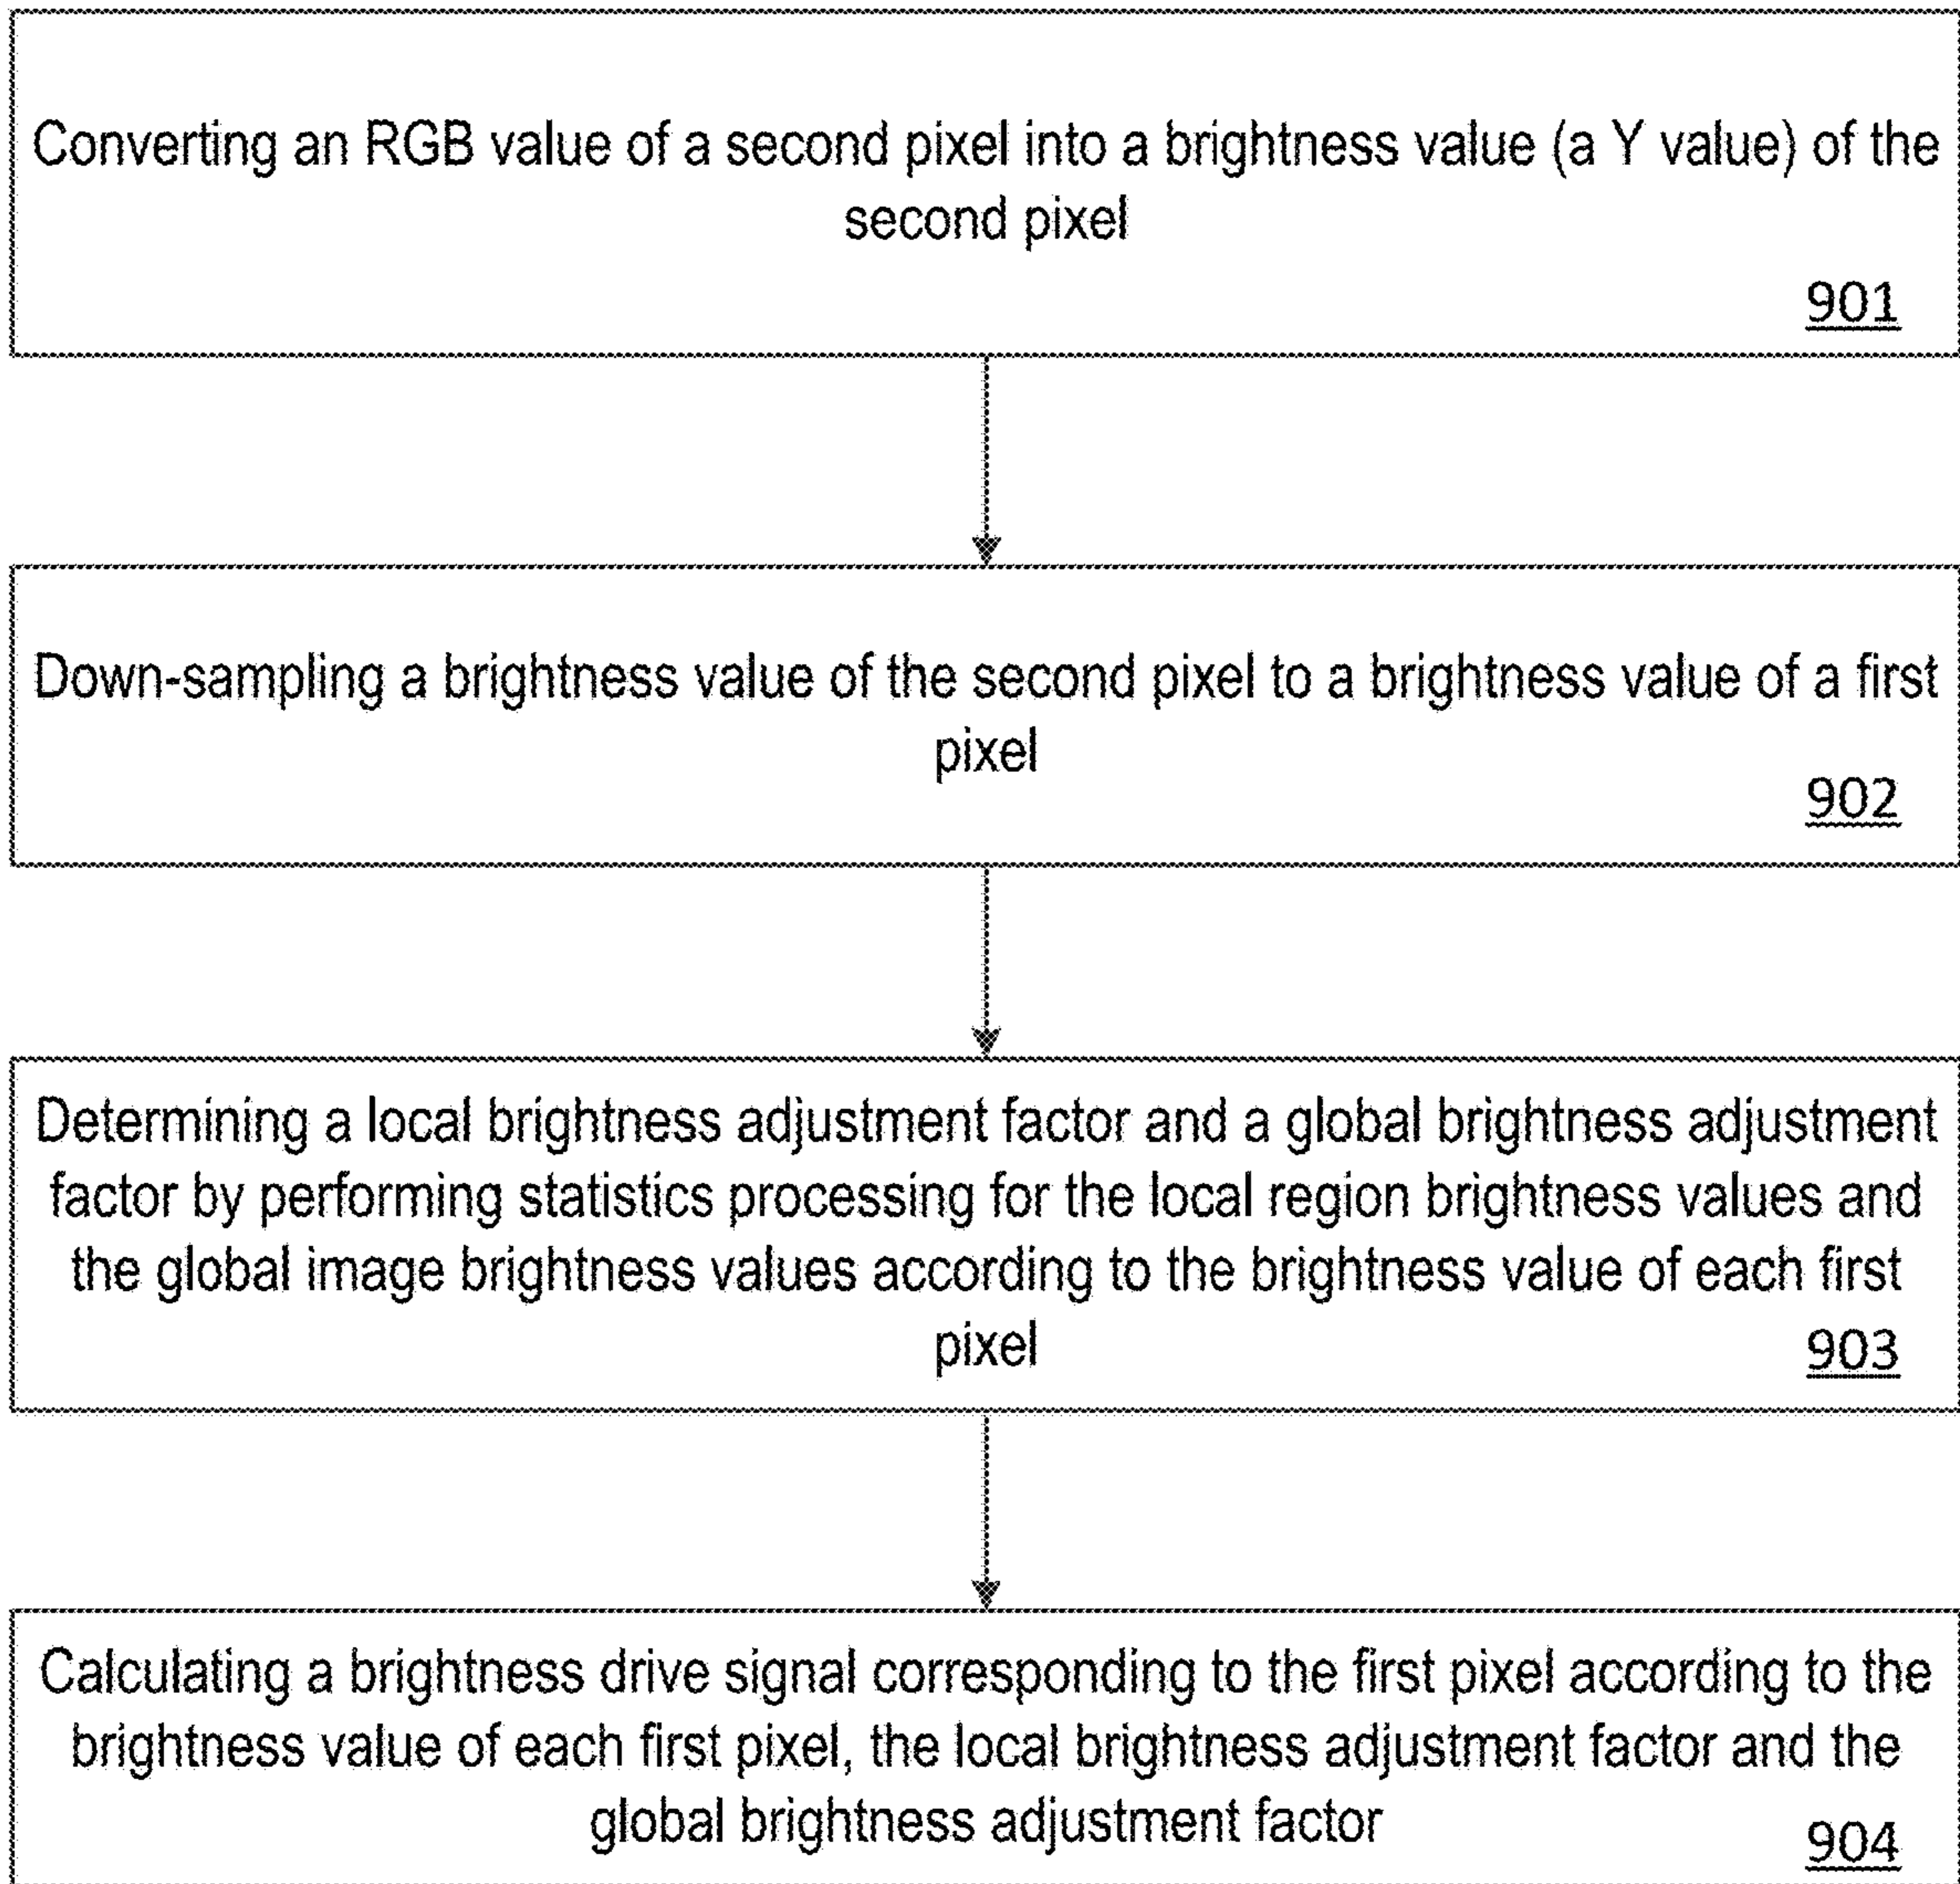 Converting an RGB value of a second pixel into a brightness value (a Y value) of the
second pixel
901
Down-sampling a brightness value of the second pixel to a brightness value of a first
pixel
902
Determining a local brightness adjustment factor and a global brightness adjustment
factor by performing statistics processing for the local region brightness values and
the global image brightness values according to the brightness value of each first
pixel
903
Calculating a brightness drive signal corresponding to the first pixel according to the
brightness value of each first pixel, the local brightness adjustment factor and the
global brightness adjustment factor
904